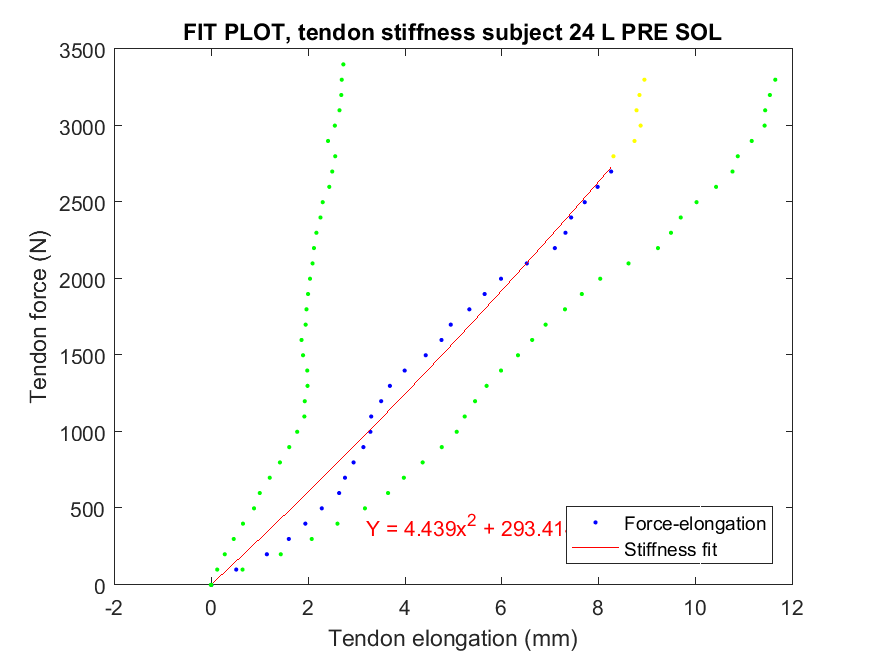 FIT PLOT, tendon stiffness subject 24 L PRE SOL
3500
3000
2500
2000
1500
1000
500
0
Tendon force (N)
Y = 4.439x² + 293.41
Force-elongation
Stiffness fit
-2 0 2 4 6 8 10 12
Tendon elongation (mm)